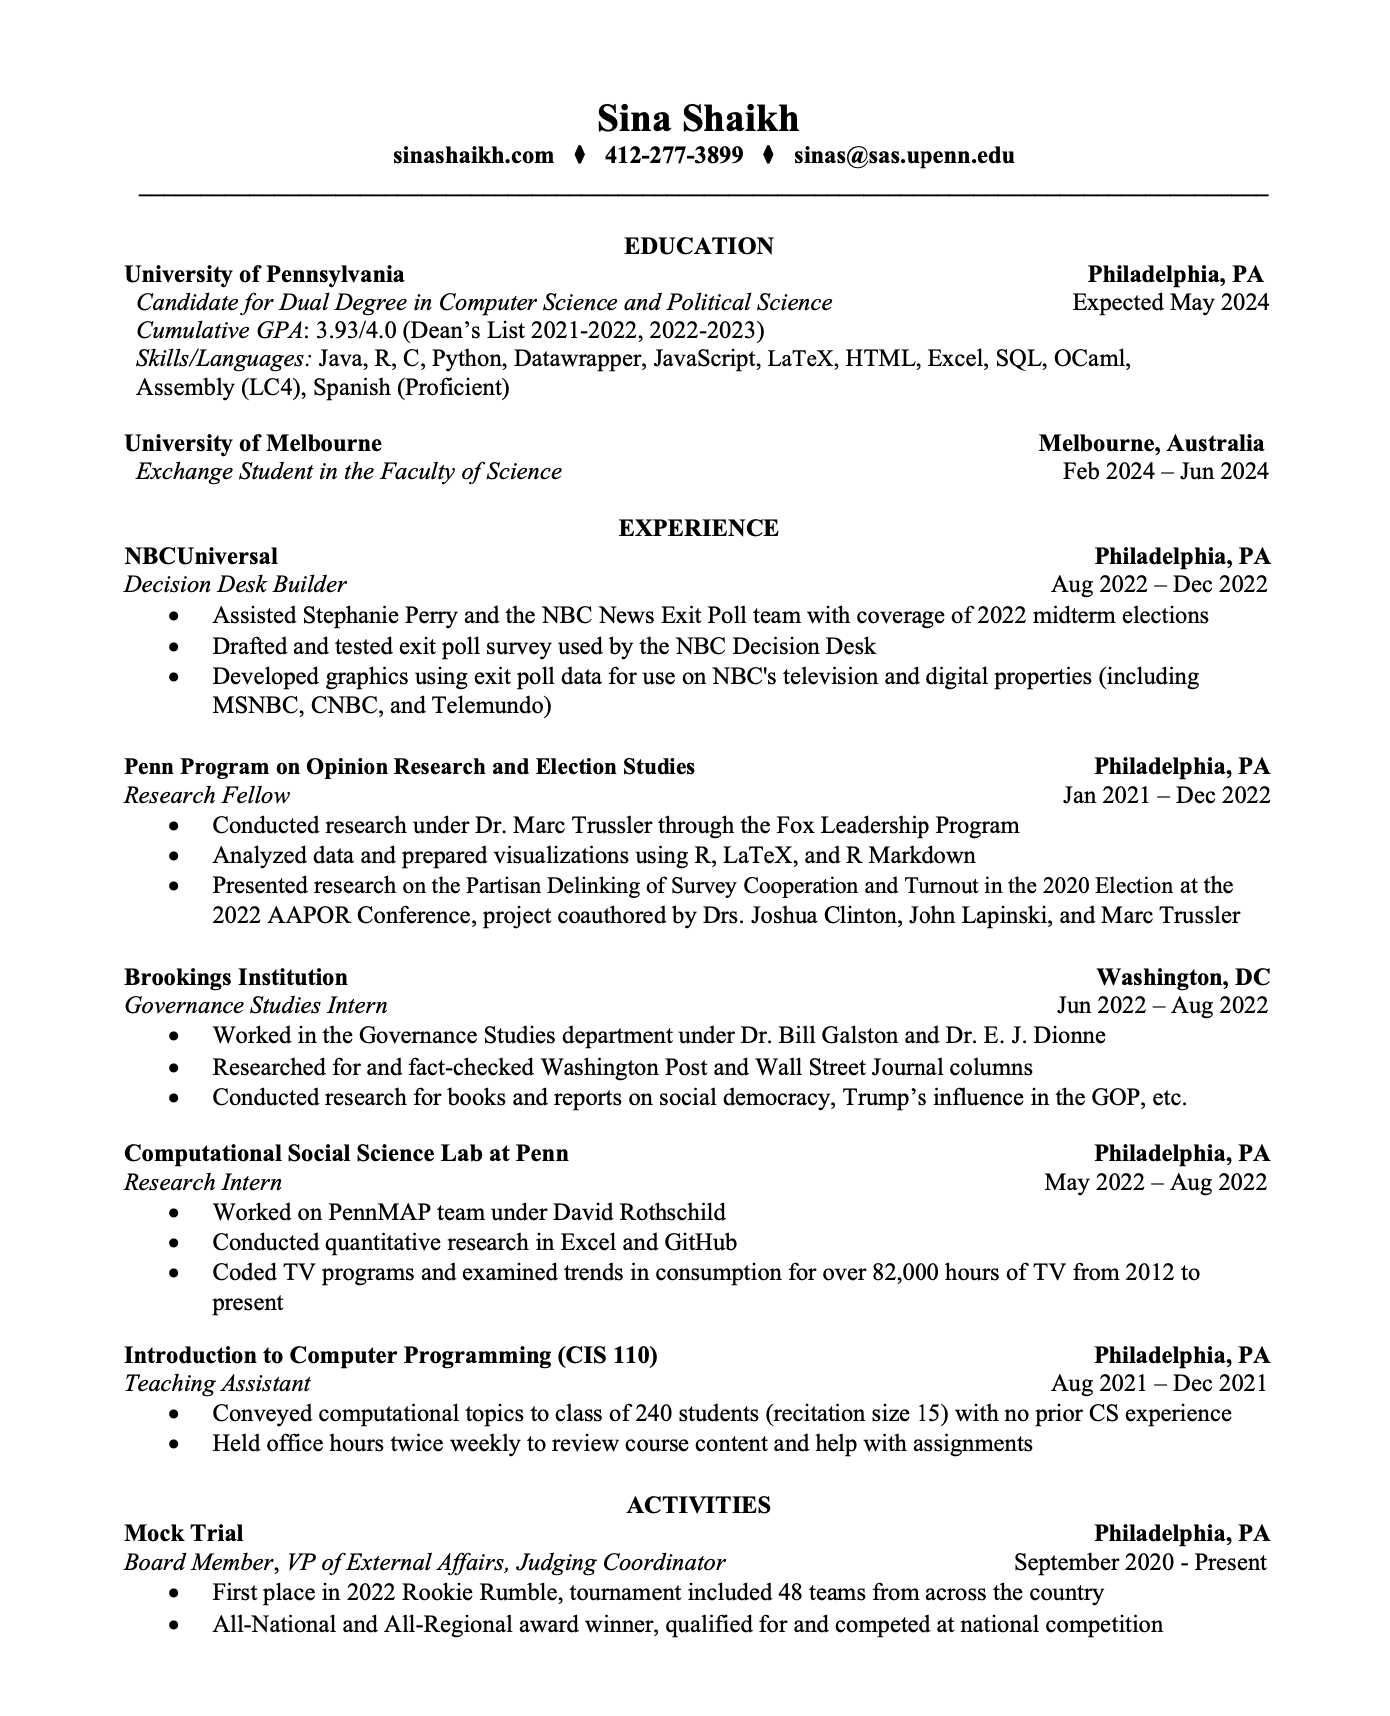 Sina Shaikh
sinashaikh.com ♦ 412-277-3899 ♦ sinas@sas.upenn.edu
EDUCATION
University of Pennsylvania Philadelphia, PA
Candidate for Dual Degree in Computer Science and Political Science Expected May 2024
Cumulative GPA: 3.93/4.0 (Dean’s List 2021-2022, 2022-2023)
Skills/Languages: Java, R, C, Python, Datawrapper, JavaScript, LaTeX, HTML, Excel, SQL, OCaml,
Assembly (LC4), Spanish (Proficient)
University of Melbourne Melbourne, Australia
Exchange Student in the Faculty of Science Feb 2024 – Jun 2024
EXPERIENCE
NBCUniversal Philadelphia, PA
Decision Desk Builder Aug 2022 – Dec 2022
• Assisted Stephanie Perry and the NBC News Exit Poll team with coverage of 2022 midterm elections
• Drafted and tested exit poll survey used by the NBC Decision Desk
• Developed graphics using exit poll data for use on NBC's television and digital properties (including
MSNBC, CNBC, and Telemundo)
Penn Program on Opinion Research and Election Studies Philadelphia, PA
Research Fellow Jan 2021 – Dec 2022
• Conducted research under Dr. Marc Trussler through the Fox Leadership Program
• Analyzed data and prepared visualizations using R, LaTeX, and R Markdown
• Presented research on the Partisan Delinking of Survey Cooperation and Turnout in the 2020 Election at the
2022 AAPOR Conference, project coauthored by Drs. Joshua Clinton, John Lapinski, and Marc Trussler
Brookings Institution Washington, DC
Governance Studies Intern Jun 2022 – Aug 2022
• Worked in the Governance Studies department under Dr. Bill Galston and Dr. E. J. Dionne
• Researched for and fact-checked Washington Post and Wall Street Journal columns
• Conducted research for books and reports on social democracy, Trump’s influence in the GOP, etc.
Computational Social Science Lab at Penn Philadelphia, PA
Research Intern May 2022 – Aug 2022
• Worked on PennMAP team under David Rothschild
• Conducted quantitative research in Excel and GitHub
• Coded TV programs and examined trends in consumption for over 82,000 hours of TV from 2012 to
present
Introduction to Computer Programming (CIS 110) Philadelphia, PA
Teaching Assistant Aug 2021 – Dec 2021
• Conveyed computational topics to class of 240 students (recitation size 15) with no prior CS experience
• Held office hours twice weekly to review course content and help with assignments
ACTIVITIES
Mock Trial Philadelphia, PA
Board Member, VP of External Affairs, Judging Coordinator September 2020 - Present
• First place in 2022 Rookie Rumble, tournament included 48 teams from across the country
• All-National and All-Regional award winner, qualified for and competed at national competition